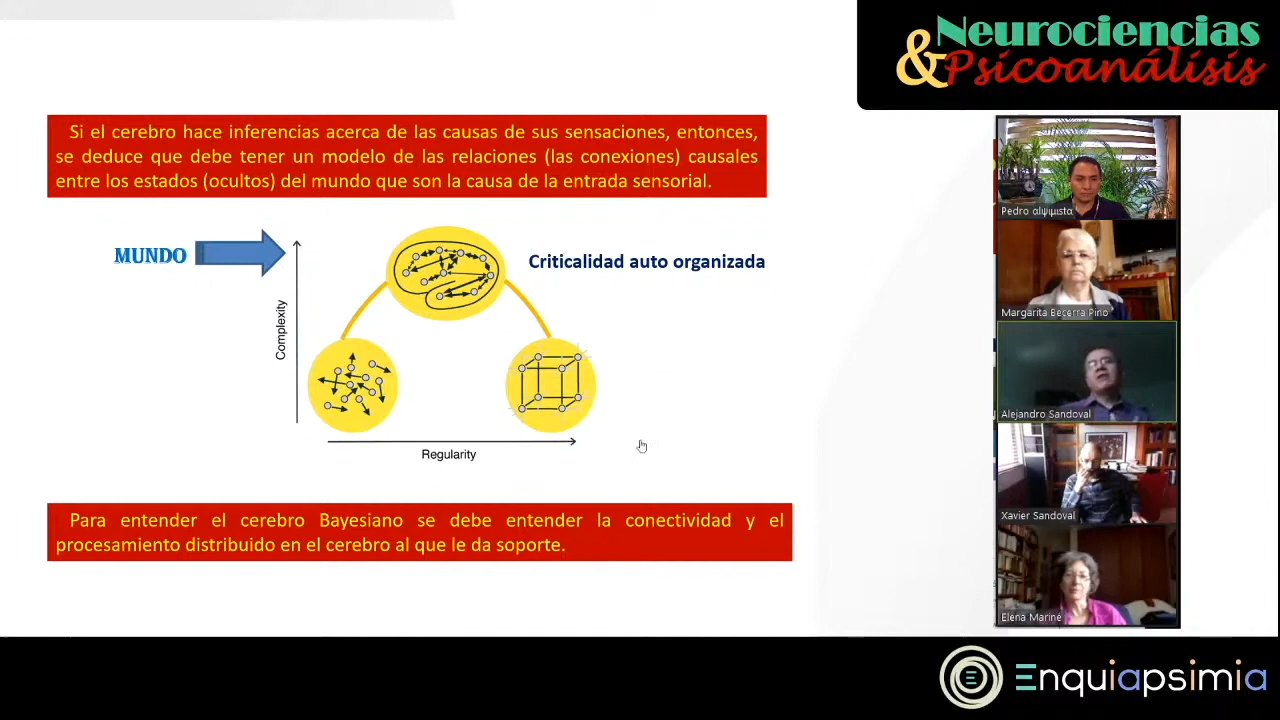 Neurociencias
&Psicoanálisis
Si el cerebro hace inferencias acerca de las causas de sus sensaciones, entonces,
se deduce que debe tener un modelo de las relaciones (las conexiones) causales
entre los estados (ocultos) del mundo que son la causa de la entrada sensorial.
MUNDO
Criticalidad auto organizada
Complexity
Regularity
Para entender el cerebro Bayesiano se debe entender la conectividad y el
procesamiento distribuido en el cerebro al que le da soporte.
Pedro αlψιμιsta
Margarita Becerra Pino
Alejandro Sandoval
Xavier Sandoval
Elena Mariné
Enquiapsimia